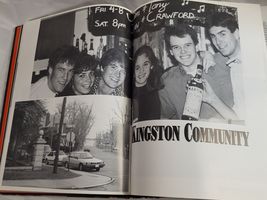 FRI 4-8
SAT. 8pm
Tony
& CRAWFORD
KINGSTON COMMUNITY